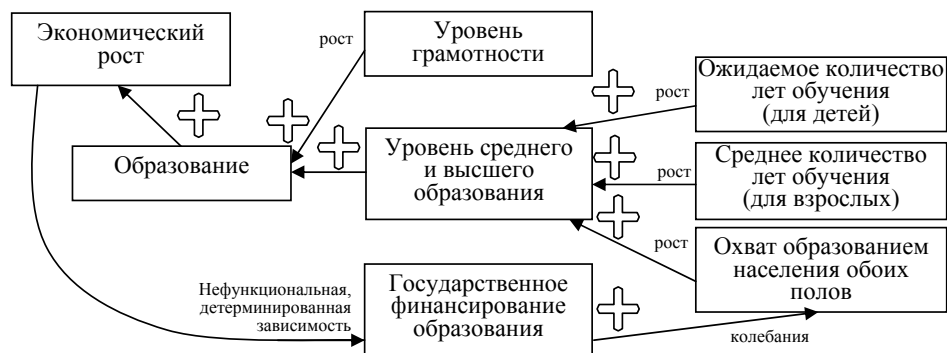 Экономический
рост
рост
Уровень
грамотности
Ожидаемое количество
лет обучения
(для детей)
рост
Образование
Уровень среднего
и высшего
образования
Среднее количество
лет обучения
(для взрослых)
рост
рост
Охват образованием
населения обоих
полов
Нефункциональная,
детерминированная
зависимость
Государственное
финансирование
образования
колебания